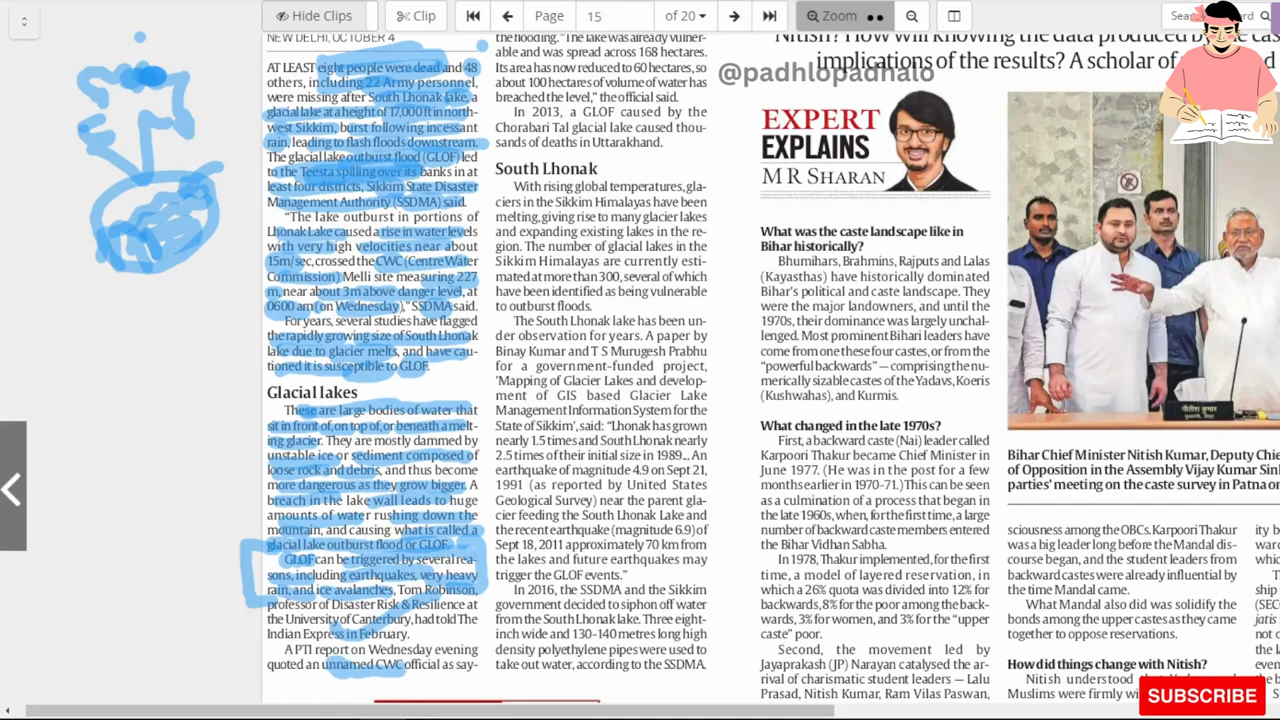 Hide Clips
Clip
Page
15
of 20
Zoom
NEW DELHI, OCTOBER 4
AT LEAST eight people were dead and 48
others, including 22 Army personnel,
were missing after South Lhonak lake, a
glacial lake at a height of 17,000 ft in north-
west Sikkim, burst following incessant
rain, leading to flash floods downstream.
The glacial lake outburst flood (GLOF) led
to the Teesta spilling over its banks in at
least four districts, Sikkim State Disaster
Management Authority (SSDMA) said.
“The lake outburst in portions of
Lhonak Lake caused a rise in water levels
with very high velocities near about
15m/sec, crossed the CWC (Centre Water
Commission) Melli site measuring 227
m, near about 3m above danger level, at
0600 am (on Wednesday),” SSDMA said.
For years, several studies have flagged
the rapidly growing size of South Lhonak
lake due to glacier melts, and have cau-
tioned it is susceptible to GLOF.
Glacial lakes
These are large bodies of water that
sit in front of, on top of, or beneath a melt-
ing glacier. They are mostly dammed by
unstable ice or sediment composed of
loose rock and debris, and thus become
more dangerous as they grow bigger. A
breach in the lake wall leads to huge
amounts of water rushing down the
mountain, and causing what is called a
glacial lake outburst flood or GLOF.
GLOF can be triggered by several rea-
sons, including earthquakes, very heavy
rain, and ice avalanches, Tom Robinson,
professor of Disaster Risk & Resilience at
the University of Canterbury, had told The
Indian Express in February.
A PTI report on Wednesday evening
quoted an unnamed CWC official as say-
the flooding. “The lake was already vulner-
able and was spread across 168 hectares.
Its area has now reduced to 60 hectares, so
about 100 hectares of volume of water has
breached the level,” the official said.
In 2013, a GLOF caused by the
Chorabari Tal glacial lake caused thou-
sands of deaths in Uttarakhand.
South Lhonak
With rising global temperatures, gla-
ciers in the Sikkim Himalayas have been
melting, giving rise to many glacier lakes
and expanding existing lakes in the re-
gion. The number of glacial lakes in the
Sikkim Himalayas are currently esti-
mated at more than 300, several of which
have been identified as being vulnerable
to outburst floods.
The South Lhonak lake has been un-
der observation for years. A paper by
Binay Kumar and T S Murugesh Prabhu
for a government-funded project,
‘Mapping of Glacier Lakes and develop-
ment of GIS based Glacier Lake
Management Information System for the
State of Sikkim’, said: “Lhonak has grown
nearly 1.5 times and South Lhonak nearly
2.5 times of their initial size in 1989... An
earthquake of magnitude 4.9 on Sept 21,
1991 (as reported by United States
Geological Survey) near the parent gla-
cier feeding the South Lhonak Lake and
the recent earthquake (magnitude 6.9) of
Sept 18, 2011 approximately 70 km from
the lakes and future earthquakes may
trigger the GLOF events.”
In 2016, the SSDMA and the Sikkim
government decided to siphon off water
from the South Lhonak lake. Three eight-
inch wide and 130-140 metres long high
density polyethylene pipes were used to
take out water, according to the SSDMA.
Nitish? How will knowing the data produced
implications of the results? A scholar of
@padhlopadhalo
EXPERT
EXPLAINS
M R SHARAN
What was the caste landscape like in
Bihar historically?
Bhumihars, Brahmins, Rajputs and Lalas
(Kayasthas) have historically dominated
Bihar’s political and caste landscape. They
were the major landowners, and until the
1970s, their dominance was largely unchal-
lenged. Most prominent Bihari leaders have
come from one these four castes, or from the
“powerful backwards” — comprising the nu-
merically sizable castes of the Yadavs, Koeris
(Kushwahas), and Kurmis.
What changed in the late 1970s?
First, a backward caste (Nai) leader called
Karpoori Thakur became Chief Minister in
June 1977. (He was in the post for a few
months earlier in 1970-71.) This can be seen
as a culmination of a process that began in
the late 1960s, when, for the first time, a large
number of backward caste members entered
the Bihar Vidhan Sabha.
In 1978, Thakur implemented, for the first
time, a model of layered reservation, in
which a 26% quota was divided into 12% for
backwards, 8% for the poor among the back-
wards, 3% for women, and 3% for the “upper
caste” poor.
Second, the movement led by
Jayaprakash (JP) Narayan catalysed the ar-
rival of charismatic student leaders — Lalu
Prasad, Nitish Kumar, Ram Vilas Paswan,
नीतीश कुमार
Bihar Chief Minister Nitish Kumar, Deputy Chie
of Opposition in the Assembly Vijay Kumar Sin
parties’ meeting on the caste survey in Patna o
sciousness among the OBCs. Karpoori Thakur
was a big leader long before the Mandal dis-
course began, and the student leaders from
backward castes were already influential by
the time Mandal came.
What Mandal also did was solidify the
bonds among the upper castes as they came
together to oppose reservations.
How did things change with Nitish?
Nitish understood
Muslims were firmly
SUBSCRIBE